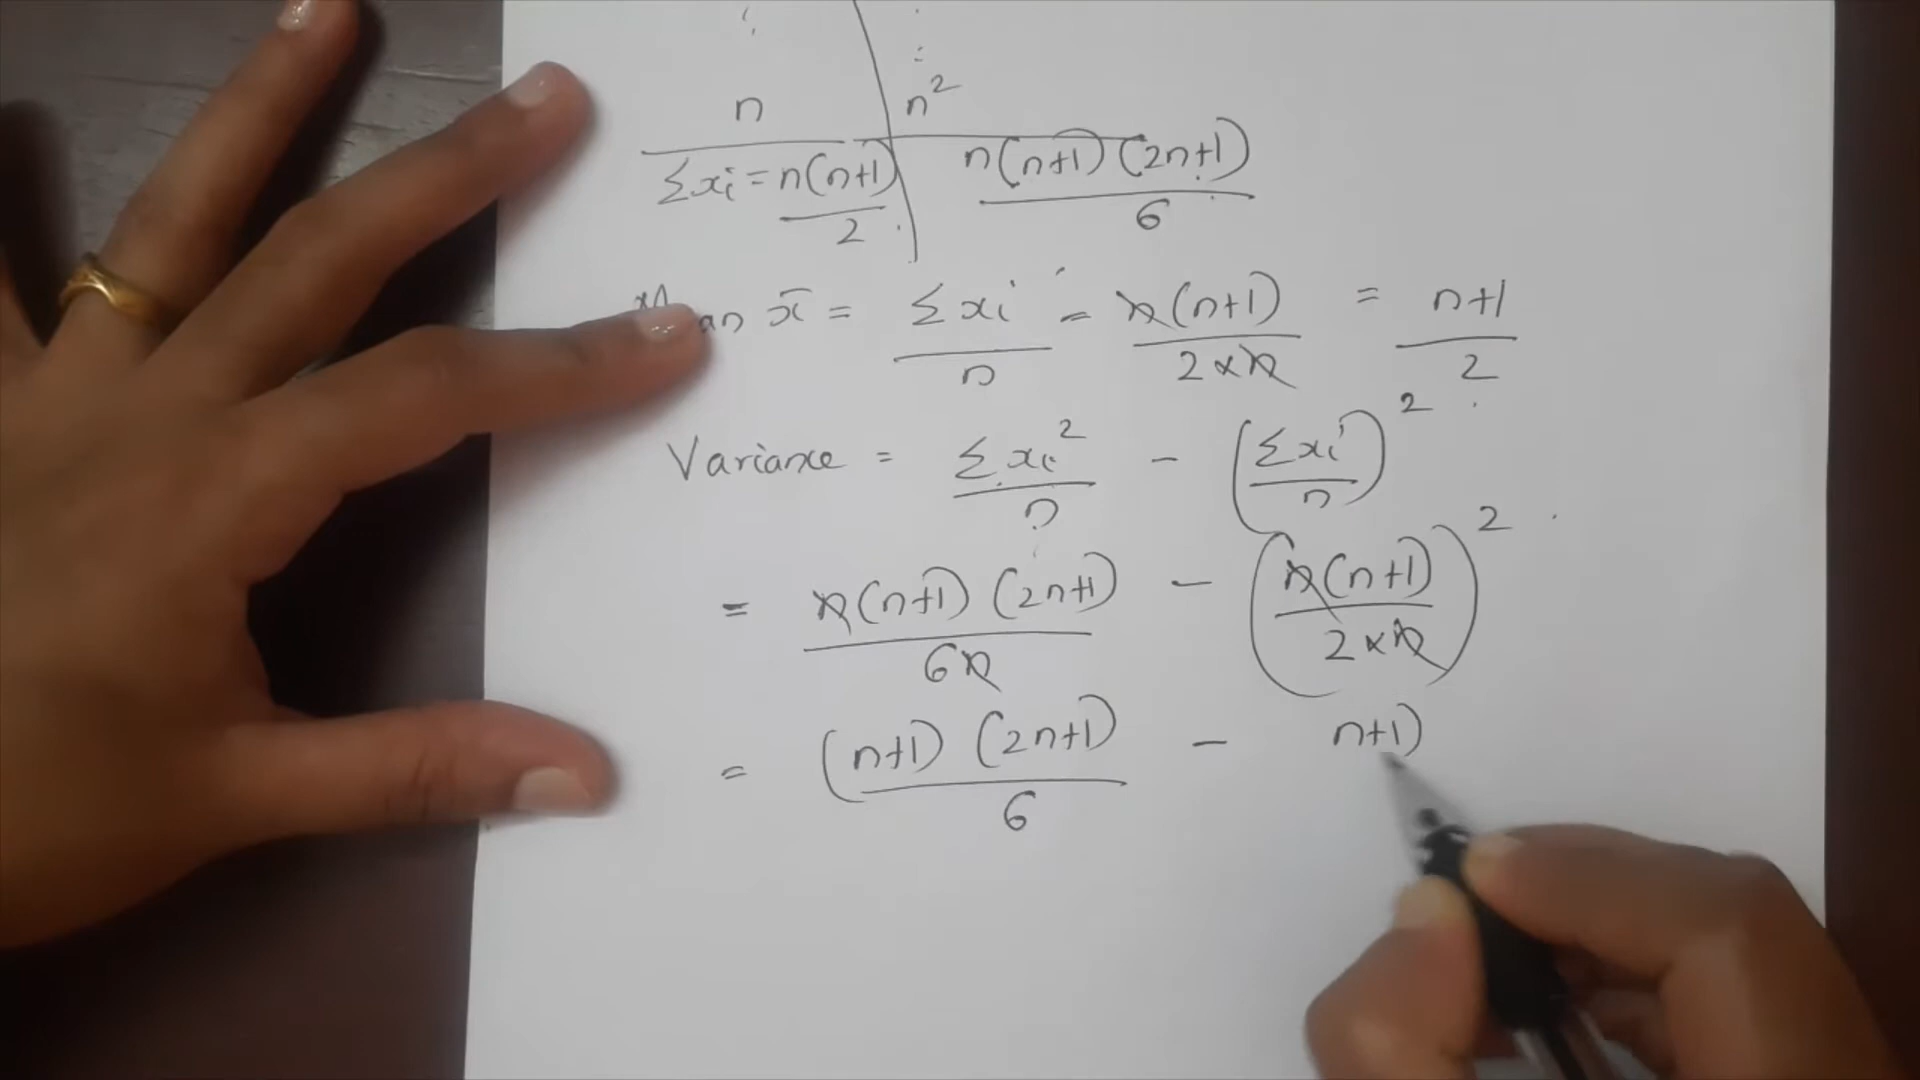 n n²
Σxi = n(n+1)/2 n(n+1)(2n+1)/6
an x̄ = Σxi/n = n(n+1)/2×n = n+1/2
Variance = Σxi²/n - (Σxi/n)²
= n(n+1)(2n+1)/6n - (n(n+1)/2×n)²
= (n+1)(2n+1)/6 - n+1)